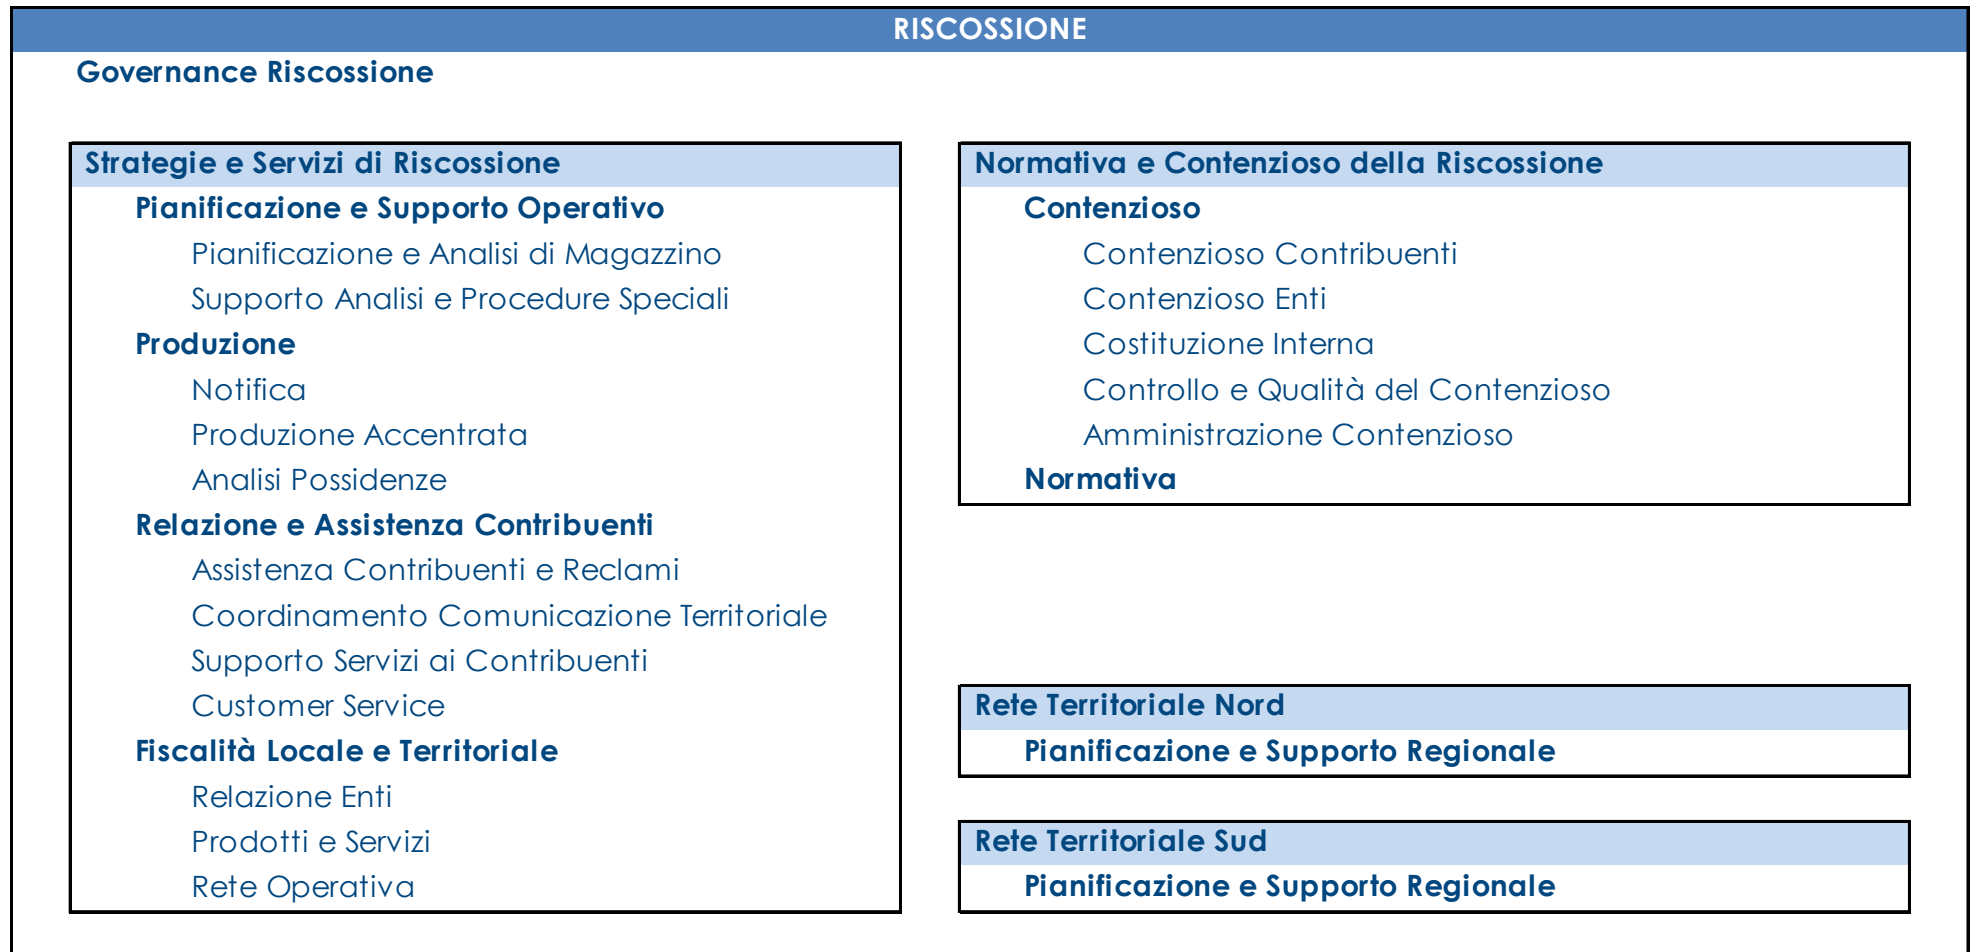 RISCOSSIONE
Governance Riscossione
Strategie e Servizi di Riscossione
Pianificazione e Supporto Operativo
Pianificazione e Analisi di Magazzino
Supporto Analisi e Procedure Speciali
Produzione
Notifica
Produzione Accentrata
Analisi Possidenze
Relazione e Assistenza Contribuenti
Assistenza Contribuenti e Reclami
Coordinamento Comunicazione Territoriale
Supporto Servizi ai Contribuenti
Customer Service
Fiscalità Locale e Territoriale
Relazione Enti
Prodotti e Servizi
Rete Operativa
Normativa e Contenzioso della Riscossione
Contenzioso
Contenzioso Contribuenti
Contenzioso Enti
Costituzione Interna
Controllo e Qualità del Contenzioso
Amministrazione Contenzioso
Normativa
Rete Territoriale Nord
Pianificazione e Supporto Regionale
Rete Territoriale Sud
Pianificazione e Supporto Regionale